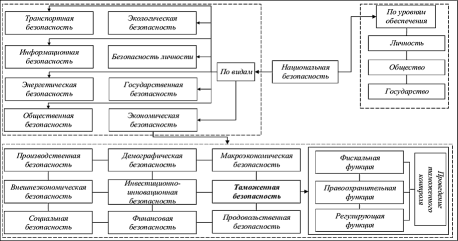 Транспортная
безопасность
Экологическая
безопасность
Информационная
безопасность
Безопасность личности
Энергетическая
безопасность
Государственная
безопасность
Общественная
безопасность
Экономическая
безопасность
По видам
Национальная
безопасность
По уровням
обеспечения
Личность
Общество
Государство
Производственная
безопасность
Демографическая
безопасность
Макроэкономическая
безопасность
Внешнеэкономическая
безопасность
Инвестиционно-
инновационная
безопасность
Таможенная
безопасность
Социальная
безопасность
Финансовая
безопасность
Продовольственная
безопасность
Фискальная
функция
Правоохранительная
функция
Регулирующая
функция
Проведение
таможенного
контроля